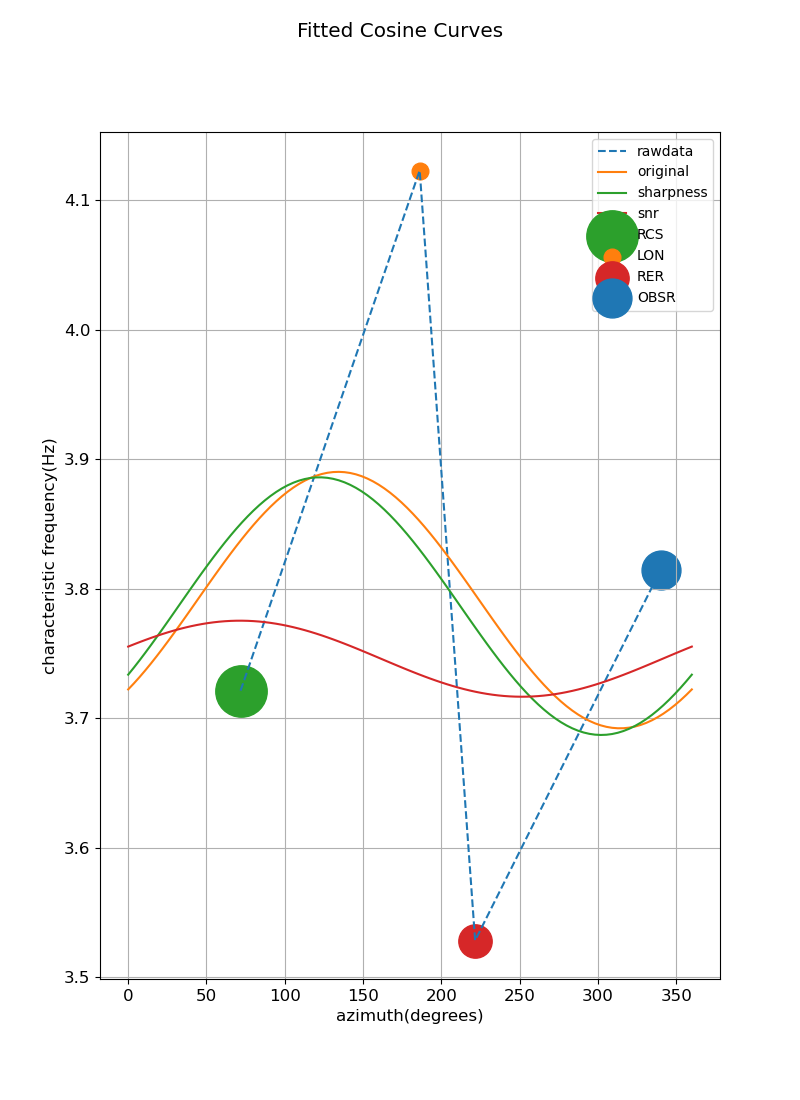 Fitted Cosine Curves
rawdata
original
sharpness
snr
RCS
LON
RER
OBSR
4.1
4.0
3.9
3.8
3.7
3.6
3.5
characteristic frequency(Hz)
0 50 100 150 200 250 300 350
azimuth(degrees)